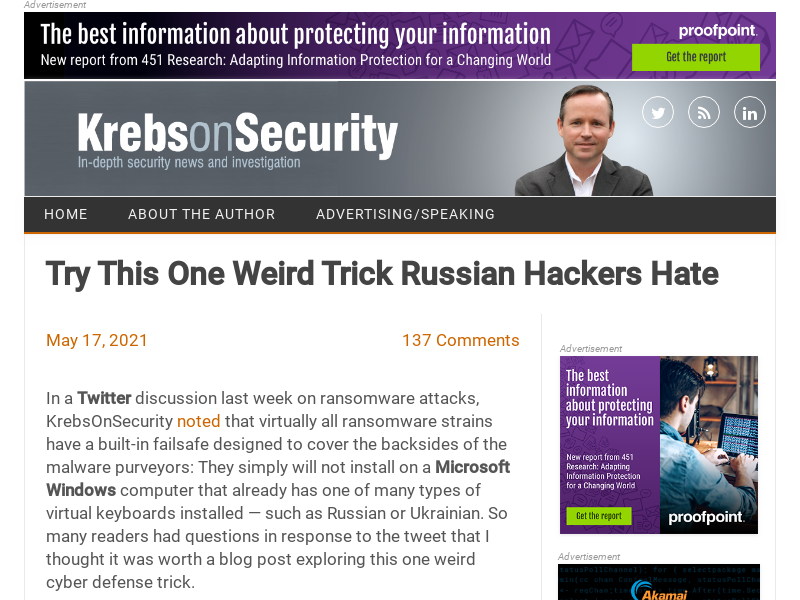 Advertisement
The best information about protecting your information
New report from 451 Research: Adapting Information Protection for a Changing World
proofpoint.
Get the report
KrebsonSecurity
In-depth security news and investigation
HOME ABOUT THE AUTHOR ADVERTISING/SPEAKING
Try This One Weird Trick Russian Hackers Hate
May 17, 2021 137 Comments
In a Twitter discussion last week on ransomware attacks,
KrebsOnSecurity noted that virtually all ransomware strains
have a built-in failsafe designed to cover the backsides of the
malware purveyors: They simply will not install on a Microsoft
Windows computer that already has one of many types of
virtual keyboards installed — such as Russian or Ukrainian. So
many readers had questions in response to the tweet that I
thought it was worth a blog post exploring this one weird
cyber defense trick.
Advertisement
The best
information
about protecting
your information
New report from 451
Research: Adapting
Information Protection
for a Changing World
Get the report
proofpoint.
Advertisement
Akamai